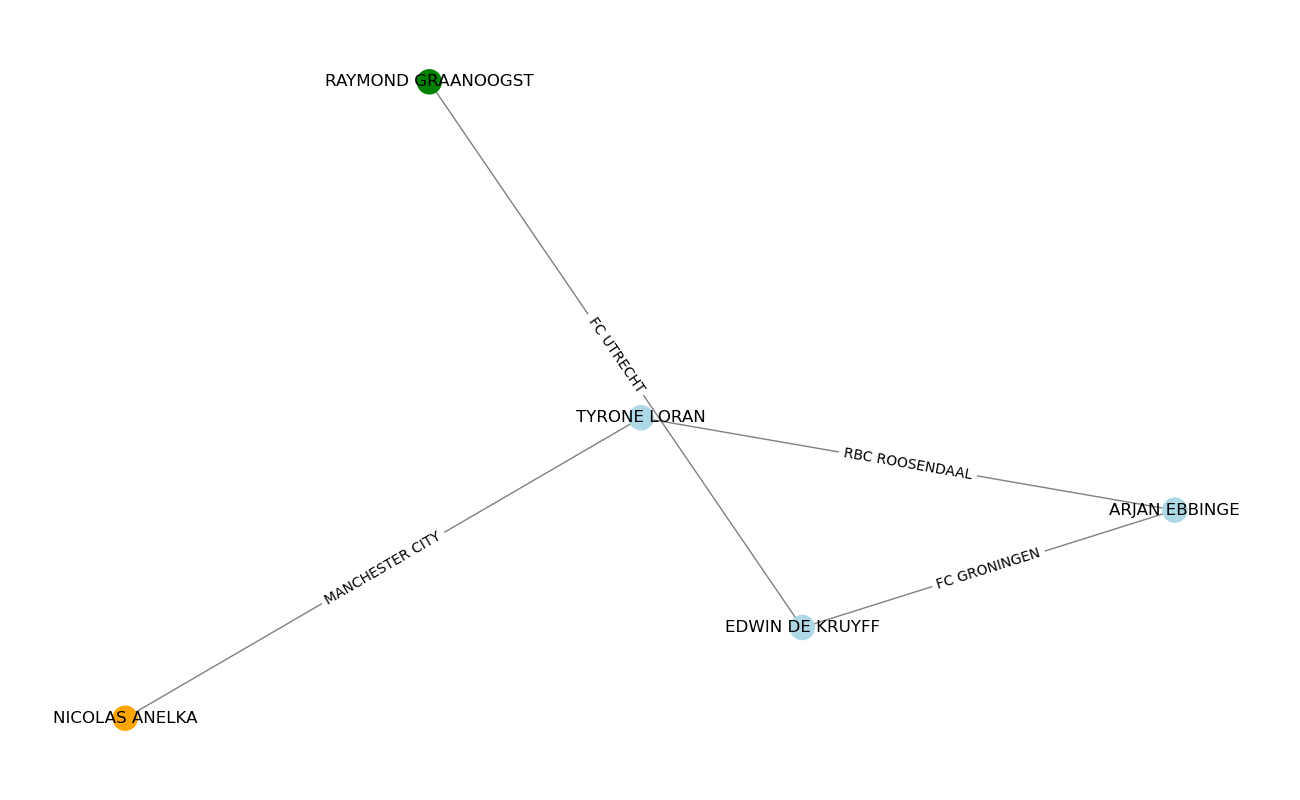 RAYMOND GRAANOOGST
FC UTRECHT
TYRONE LORAN
RBC ROOSENDAAL
ARJAN EBBINGE
MANCHESTER CITY
FC GRONINGEN
EDWIN DE KRUYFF
NICOLAS ANELKA